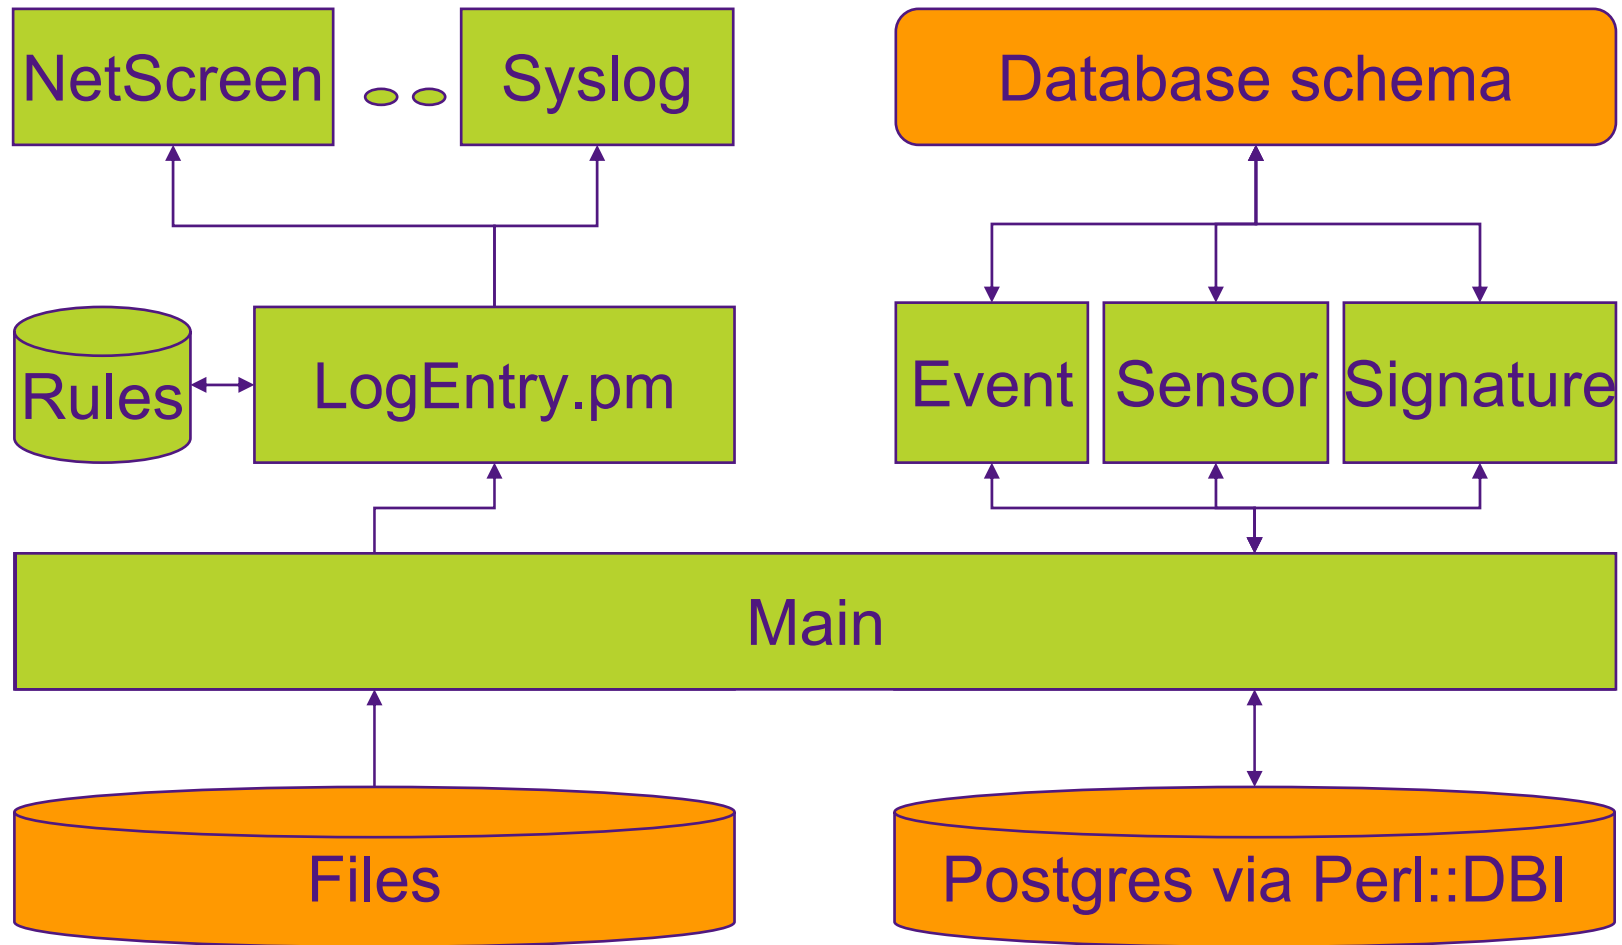 NetScreen
Syslog
Database schema
Rules
LogEntry.pm
Event
Sensor
Signature
Main
Files
Postgres via Perl::DBI